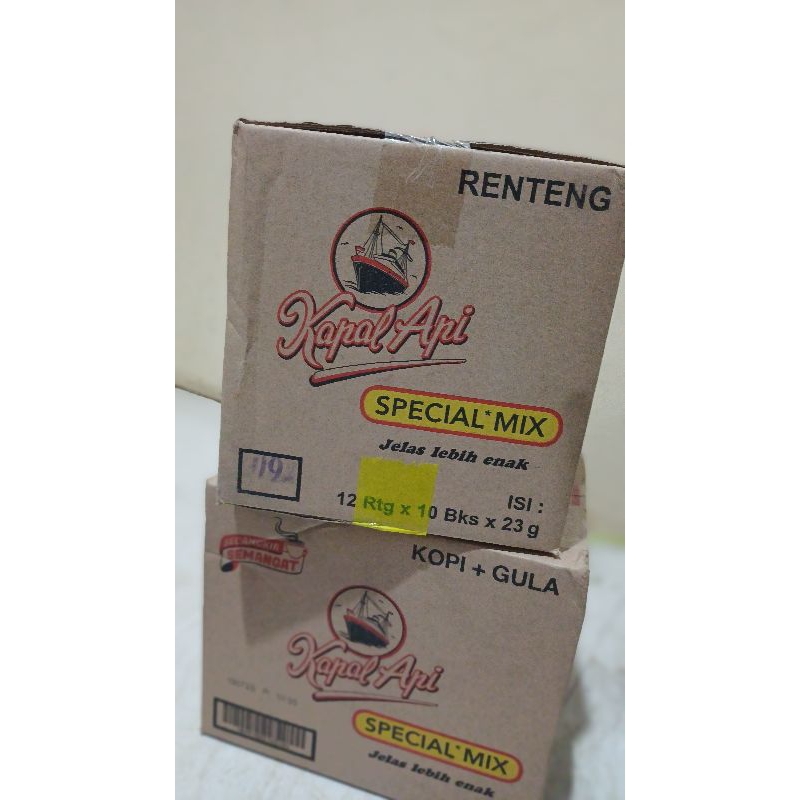 RENTENG
Kapal Api
SPECIAL* MIX
Jelas lebih enak
ISI :
12 Rtg x 10 Bks x 23 g
KOPI + GULA
SEMANGAT
Kapal Api
SPECIAL* MIX
Jelas lebih enak